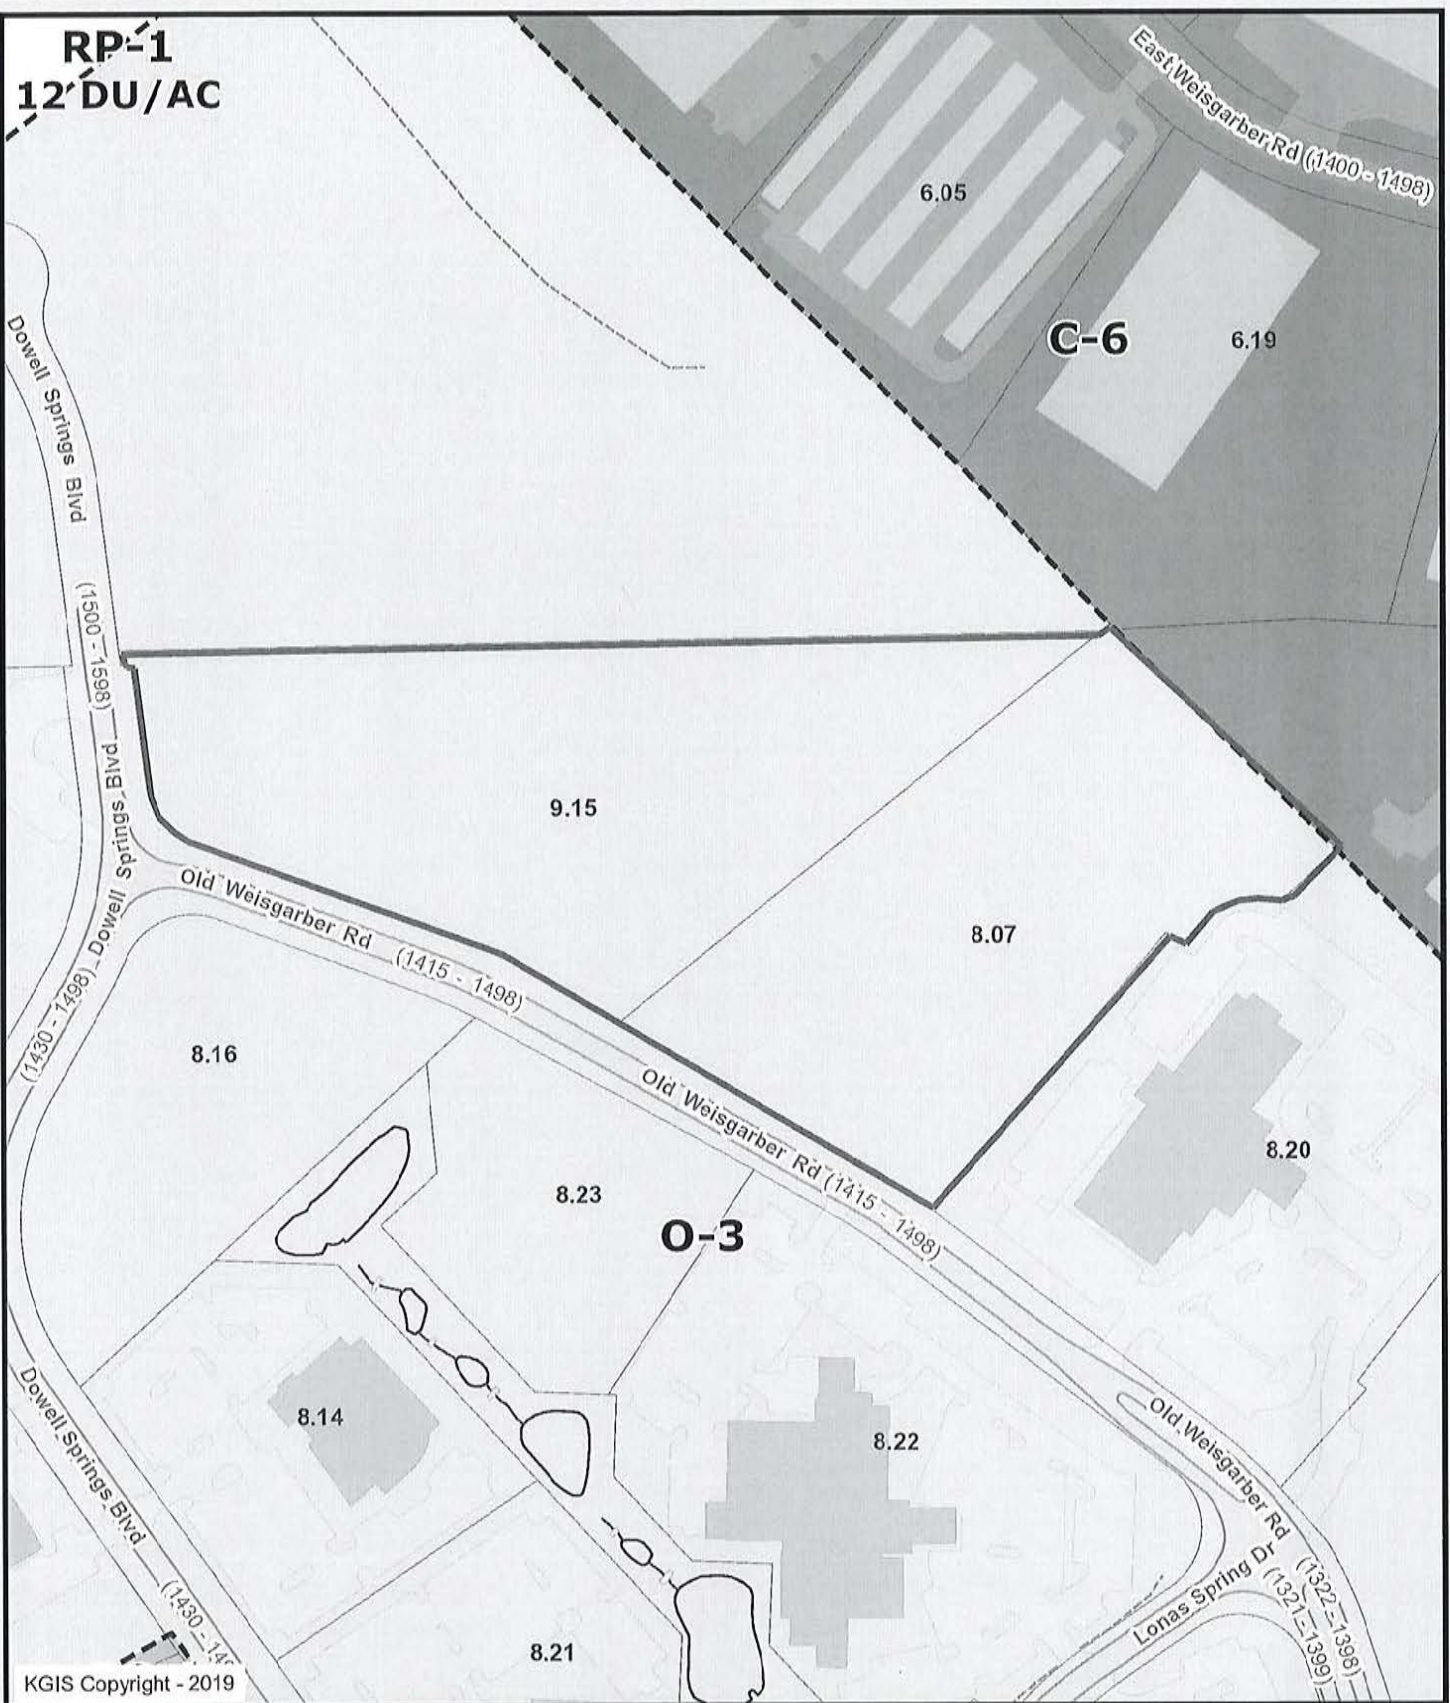 RP-1
12 DU/AC
East Weisgarber Rd (1400 - 1498)
6.05
C-6
6.19
Dowell Springs Blvd
(1500 - 1598)
Dowell Springs Blvd
9.15
Old Weisgarber Rd (1415 - 1498)
8.07
(1430 - 1498)
8.16
Old Weisgarber Rd (1415 - 1498)
8.20
8.23
O-3
8.14
8.22
Dowell Springs Blvd
Old Weisgarber Rd
(1322 - 1398)
(1321 - 1399)
Lonas Spring Dr
8.21
KGIS Copyright - 2019